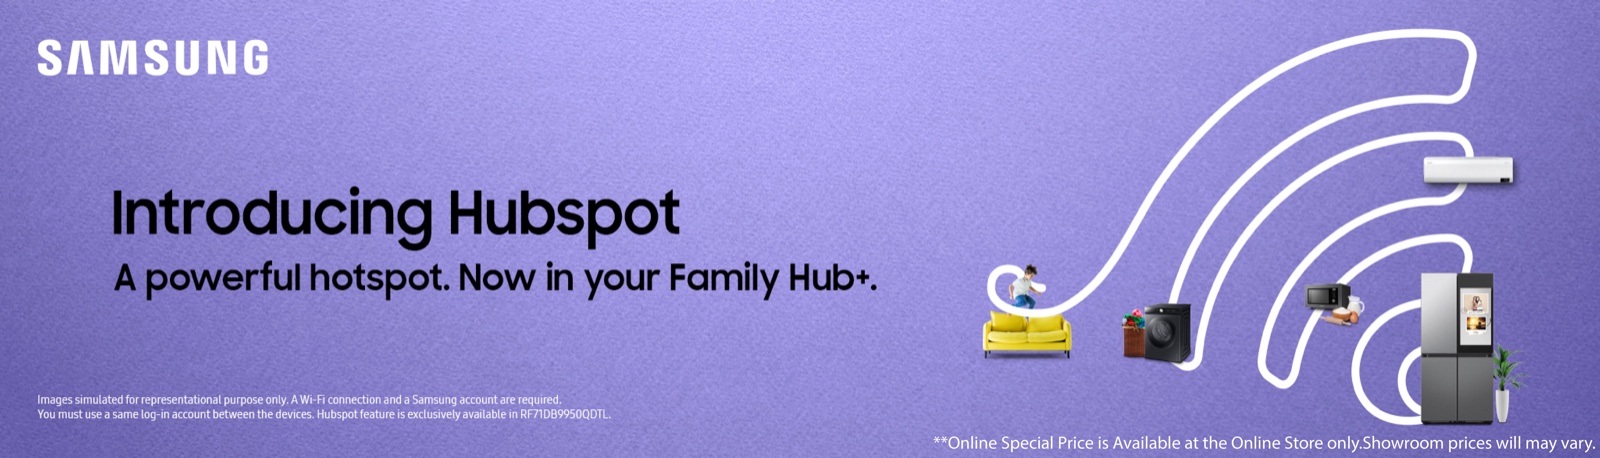 SAMSUNG
Introducing Hubspot
A powerful hotspot. Now in your Family Hub+.
Images simulated for representational purpose only. A Wi-Fi connection and a Samsung account are required.
You must use a same log-in account between the devices. Hubspot feature is exclusively available in RF71DB9950QDTL.
**Online Special Price is Available at the Online Store only.Showroom prices will may vary.